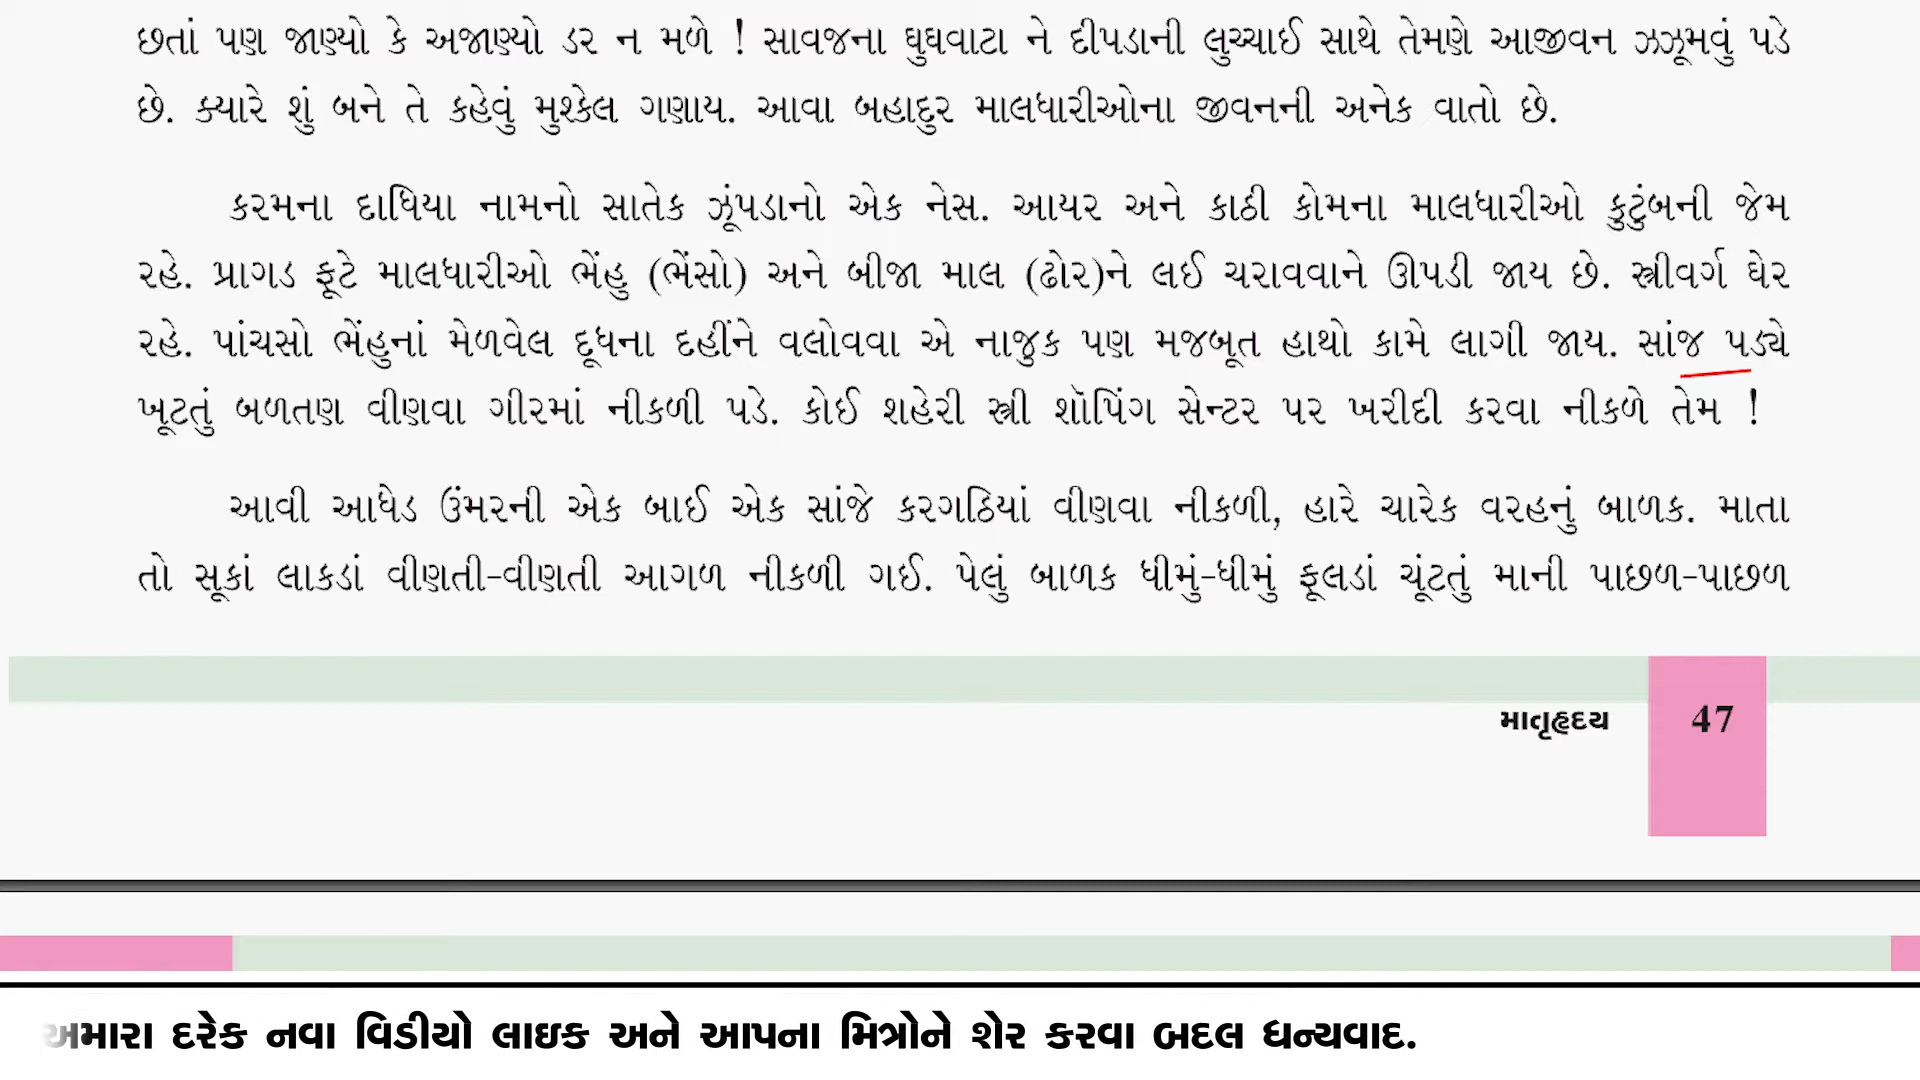 છતાં પણ જાણ્યો કે અજાણ્યો ડર ન મળે ! સાવજના ઘુઘવાટા ને દીપડાની લુચ્ચાઈ સાથે તેમણે આજીવન ઝઝૂમવું પડે
છે. ક્યારે શું બને તે કહેવું મુશ્કેલ ગણાય. આવા બહાદુર માલધારીઓના જીવનની અનેક વાતો છે.
કરમના દાધિયા નામનો સાતેક ઝૂંપડાનો એક નેસ. આયર અને કાઠી કોમના માલધારીઓ કુટુંબની જેમ
રહે. પ્રાગડ ફૂટે માલધારીઓ ભેંહુ (ભેંસો) અને બીજા માલ (ઢોર)ને લઈ ચરાવવાને ઊપડી જાય છે. સ્ત્રીવર્ગ ઘેર
રહે. પાંચસો ભેંહુનાં મેળવેલ દૂધના દહીંને વલોવવા એ નાજુક પણ મજબૂત હાથો કામે લાગી જાય. સાંજ પડ્યે
ખૂટતું બળતણ વીણવા ગીરમાં નીકળી પડે. કોઈ શહેરી સ્ત્રી શૉપિંગ સેન્ટર પર ખરીદી કરવા નીકળે તેમ !
આવી આધેડ ઉંમરની એક બાઈ એક સાંજે કરગઠિયાં વીણવા નીકળી, હારે ચારેક વરહનું બાળક. માતા
તો સૂકાં લાકડાં વીણતી-વીણતી આગળ નીકળી ગઈ. પેલું બાળક ધીમું-ધીમું ફૂલડાં ચૂંટતું માની પાછળ-પાછળ
માતૃહૃદય 47
અમારા દરેક નવા વિડીયો લાઇક અને આપના મિત્રોને શેર કરવા બદલ ધન્યવાદ.